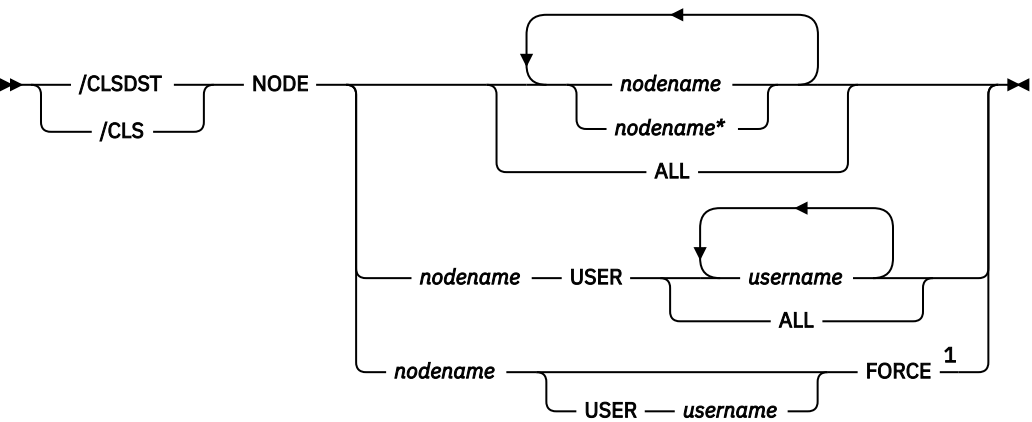 /CLSDST NODE nodename
/CLS nodename*
ALL
nodename USER username
ALL
nodename FORCE 1
USER username